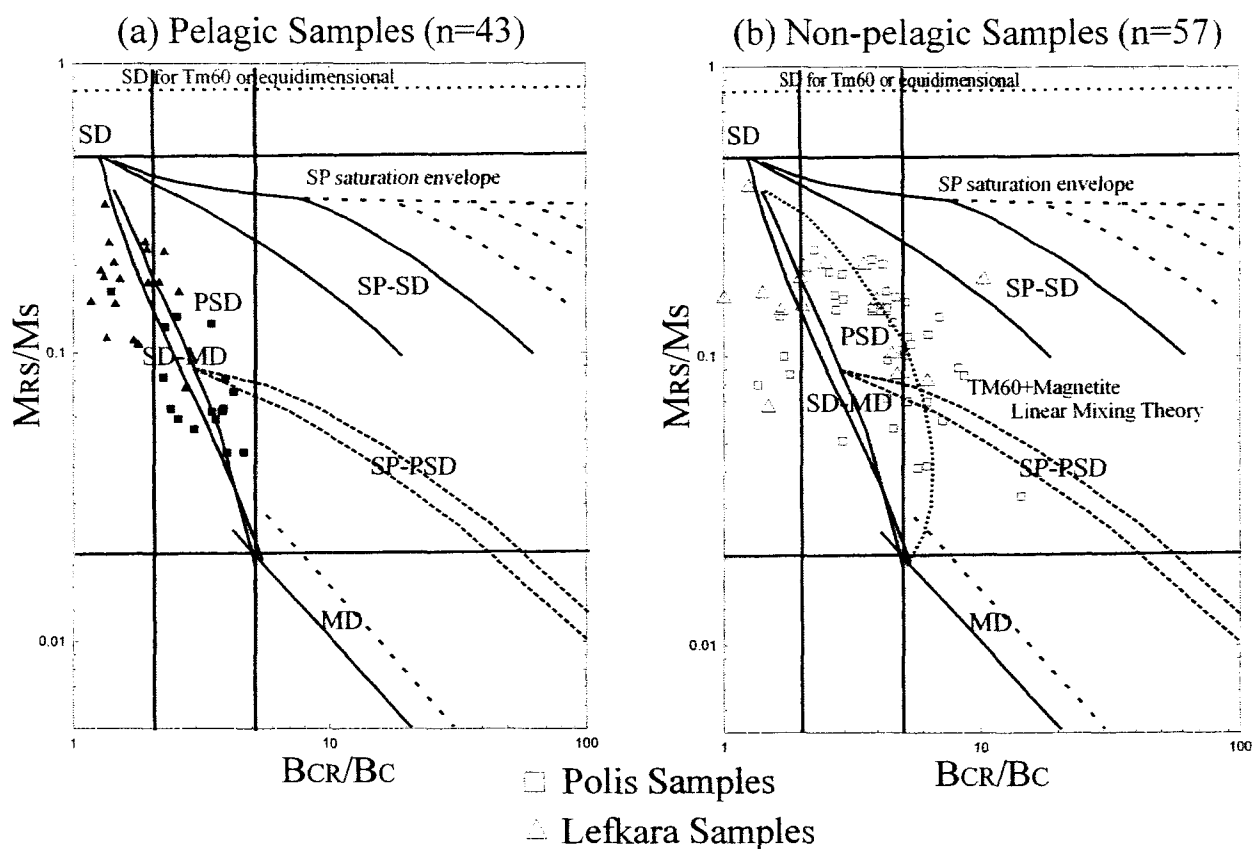 (a) Pelagic Samples (n=43)
1
SD for Tm60 or equidimensional
SD
SP saturation envelope
SP-SD
PSD
0.1
SD-MD
SP-PSD
0.01
MD
MRS/MS
1
10
100
BCR/BC
(b) Non-pelagic Samples (n=57)
1
SD for Tm60 or equidimensional
SD
SP saturation envelope
SP-SD
PSD
0.1
SD-MD
TM60+Magnetite
Linear Mixing Theory
SP-PSD
0.01
MD
MRS/MS
1
10
100
BCR/BC
Polis Samples
Lefkara Samples